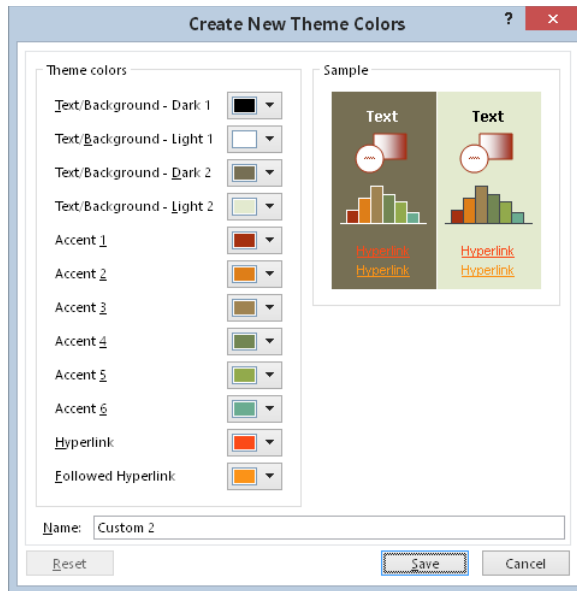 Create New Theme Colors
?
Theme colors
Text/Background - Dark 1
Text/Background - Light 1
Text/Background - Dark 2
Text/Background - Light 2
Accent 1
Accent 2
Accent 3
Accent 4
Accent 5
Accent 6
Hyperlink
Followed Hyperlink
Sample
Text Text
Hyperlink Hyperlink
Hyperlink Hyperlink
Name: Custom 2
Reset Save Cancel